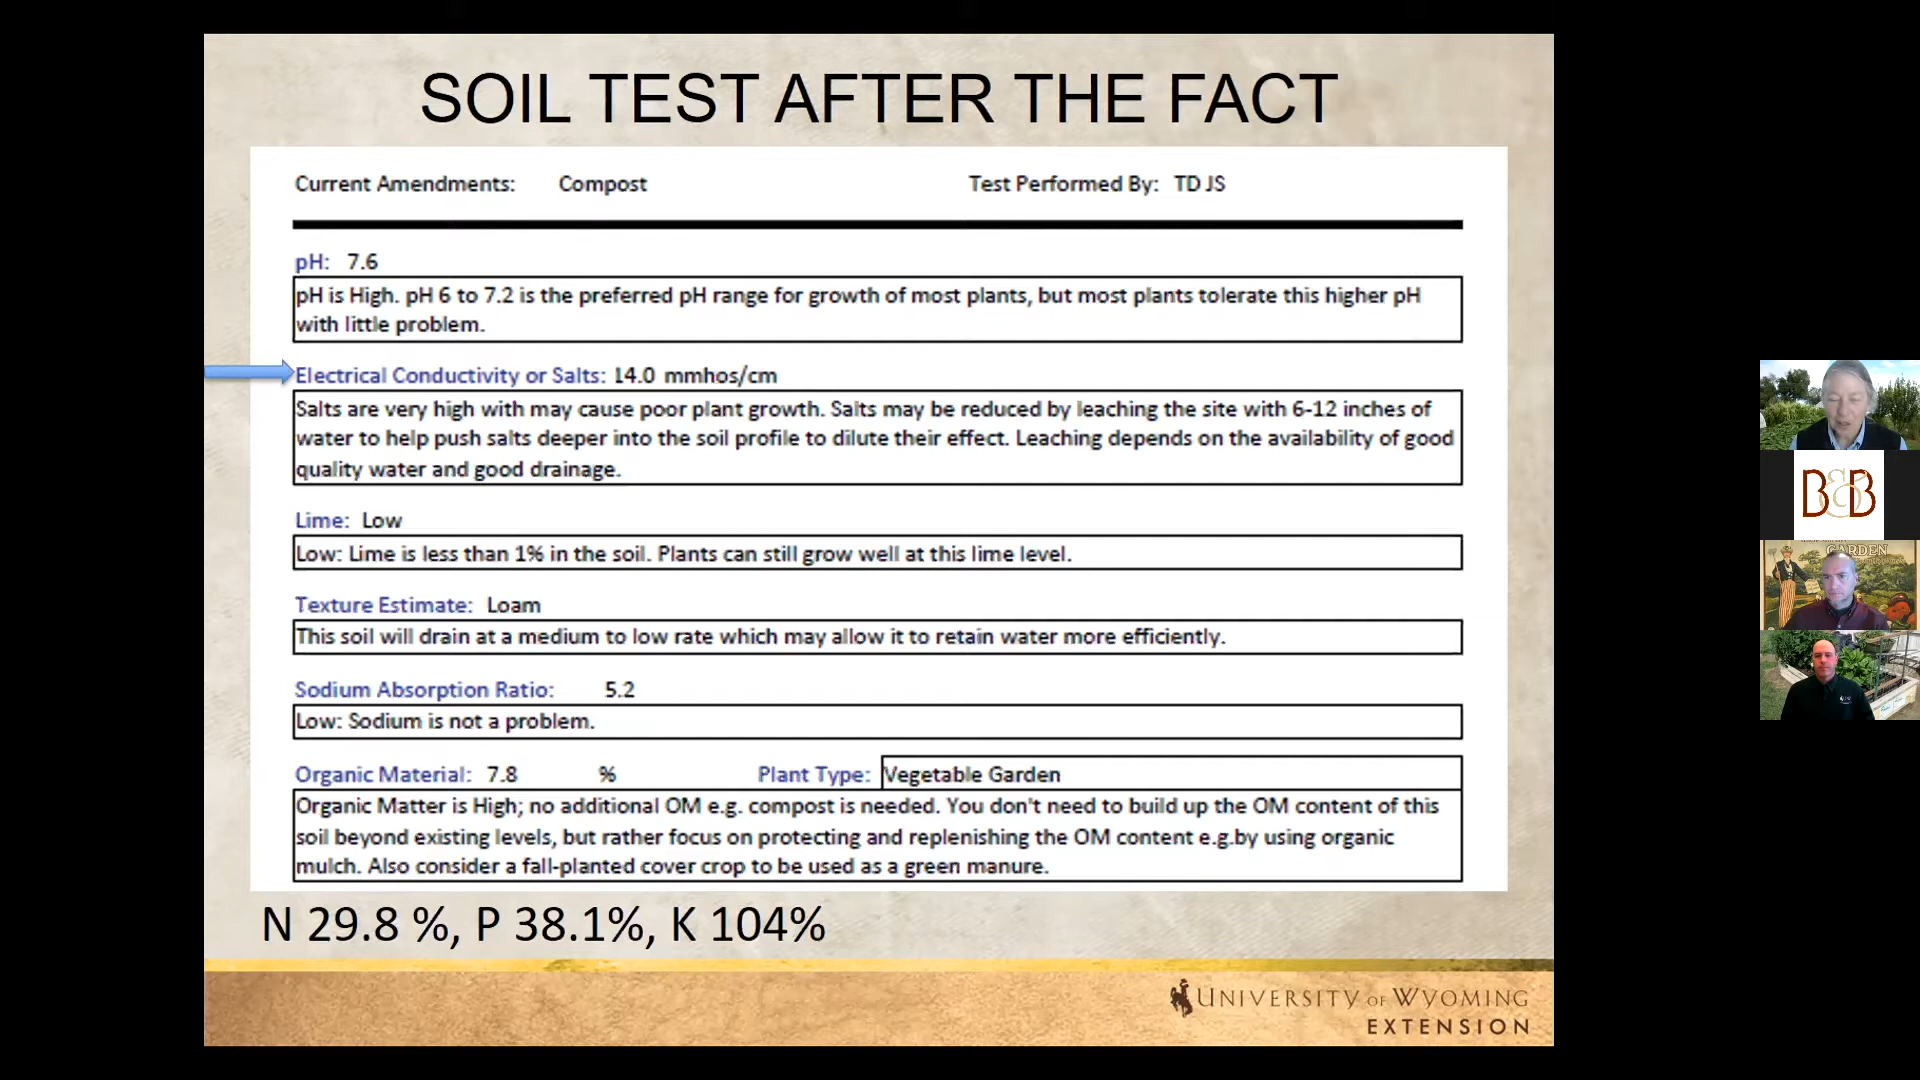 SOIL TEST AFTER THE FACT
Current Amendments: Compost Test Performed By: TD JS
pH: 7.6
pH is High. pH 6 to 7.2 is the preferred pH range for growth of most plants, but most plants tolerate this higher pH
with little problem.
Electrical Conductivity or Salts: 14.0 mmhos/cm
Salts are very high with may cause poor plant growth. Salts may be reduced by leaching the site with 6-12 inches of
water to help push salts deeper into the soil profile to dilute their effect. Leaching depends on the availability of good
quality water and good drainage.
Lime: Low
Low: Lime is less than 1% in the soil. Plants can still grow well at this lime level.
Texture Estimate: Loam
This soil will drain at a medium to low rate which may allow it to retain water more efficiently.
Sodium Absorption Ratio: 5.2
Low: Sodium is not a problem.
Organic Material: 7.8 % Plant Type: Vegetable Garden
Organic Matter is High; no additional OM e.g. compost is needed. You don't need to build up the OM content of this
soil beyond existing levels, but rather focus on protecting and replenishing the OM content e.g.by using organic
mulch. Also consider a fall-planted cover crop to be used as a green manure.
N 29.8 %, P 38.1%, K 104%
UNIVERSITY OF WYOMING
EXTENSION
B&B
GARDEN